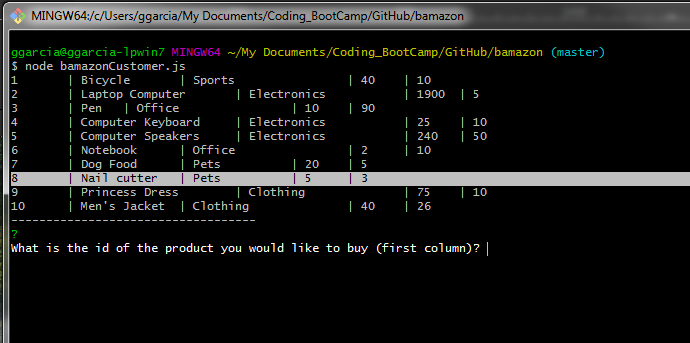 MINGW64:/c/Users/ggarcia/My Documents/Coding_BootCamp/GitHub/bamazon
ggarcia@ggarcia-lpwin7 MINGW64 ~/My Documents/Coding_BootCamp/GitHub/bamazon (master)
$ node bamazonCustomer.js
1 | Bicycle | Sports | 40 | 10
2 | Laptop Computer | Electronics | 1900 | 5
3 | Pen | Office | 10 | 90
4 | Computer Keyboard | Electronics | 25 | 10
5 | Computer Speakers | Electronics | 240 | 50
6 | Notebook | Office | 2 | 10
7 | Dog Food | Pets | 20 | 5
8 | Nail cutter | Pets | 5 | 3
9 | Princess Dress | Clothing | 75 | 10
10 | Men's Jacket | Clothing | 40 | 26
-----------------------------------
?
What is the id of the product you would like to buy (first column)?